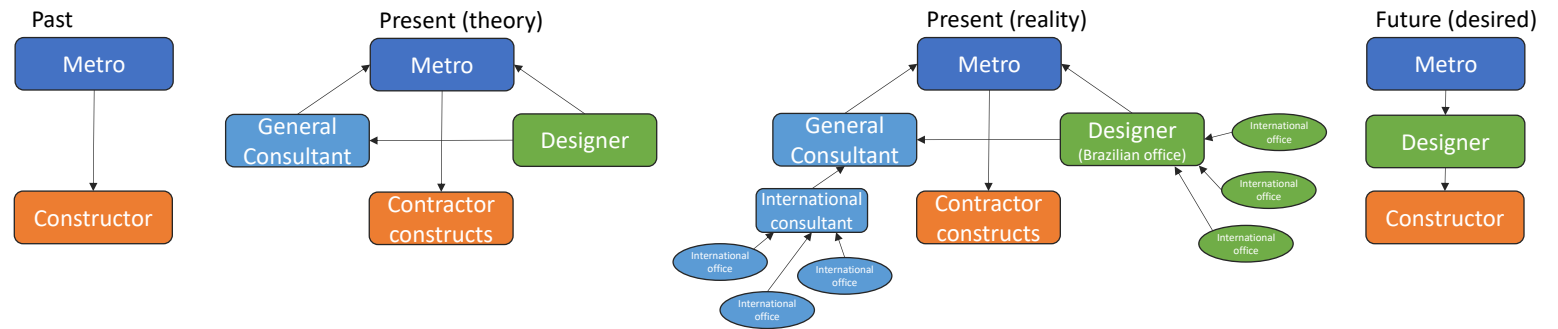 Past
Metro
Constructor
Present (theory)
Metro
General
Consultant
Designer
Contractor
constructs
Present (reality)
Metro
General
Consultant
Designer
(Brazilian office)
International
office
International
office
International
office
International
consultant
Contractor
constructs
International
office
International
office
International
office
Future (desired)
Metro
Designer
Constructor